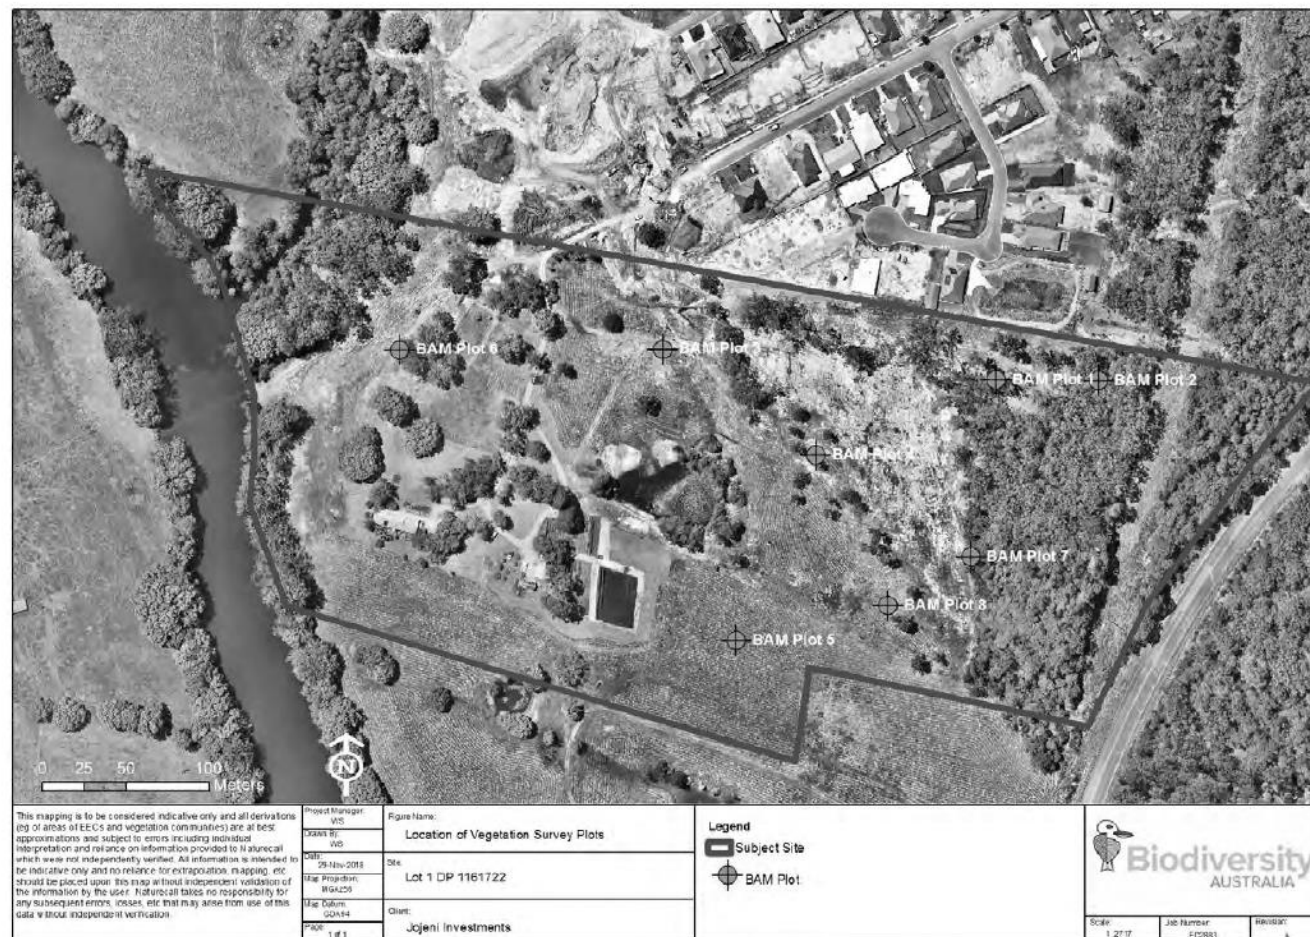 BAM Plot 6
BAM Plot
BAM Plot 1
BAM Plot 2
BAM Plot
BAM Plot 7
BAM Plot
BAM Plot 5
0 25 50 100
Meters
N
This mapping is to be considered indicative only and all derivations
(eg of areas of EECs and vegetation communities) are at best
approximations and subject to errors including individual
interpretation and reliance on information provided to Naturecall
which were not independently verified. All information is intended to
be indicative only and no reliance for extrapolation, mapping, etc
should be placed upon this map without independent validation of
the information by the user. Naturecall takes no responsibility for
any subsequent errors, losses, etc that may arise from use of this
data without independent verification.
Project Manager:
Drawn By:
Date:
29-Nov-2018
Map Projection:
MGAZ56
Map Datum:
GDA94
Page:
1 of 1
Figure Name:
Location of Vegetation Survey Plots
Site:
Lot 1 DP 1161722
Client:
Jojeni Investments
Legend
Subject Site
BAM Plot
Biodiversity
AUSTRALIA
Scale:
Job Number:
Revision: